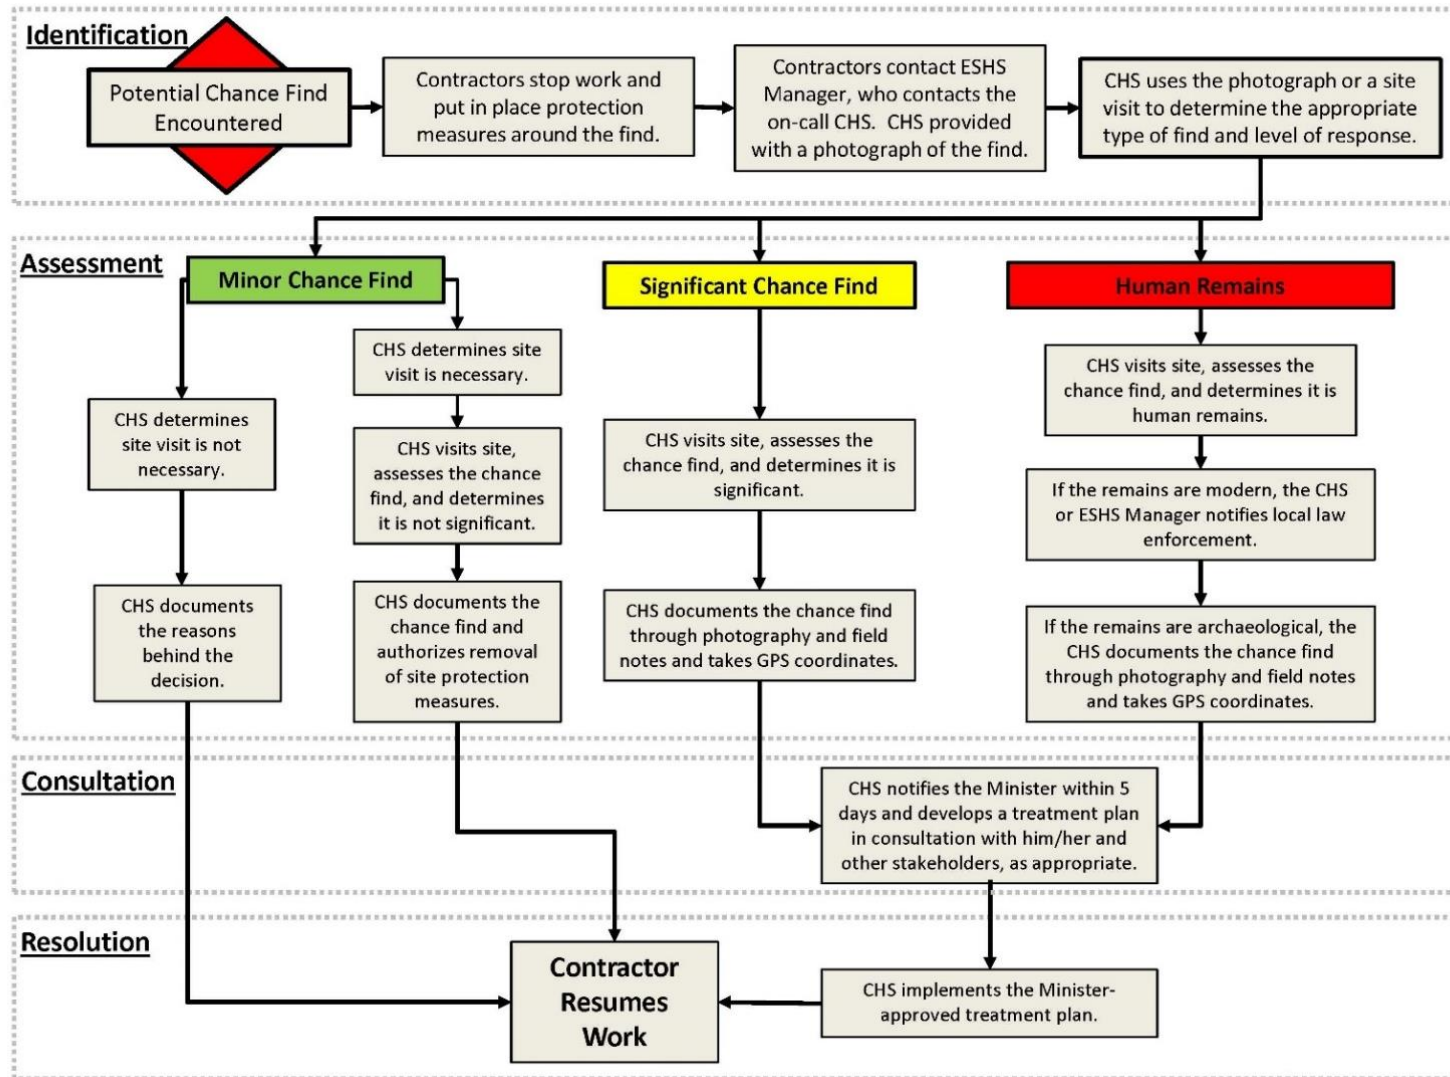 Identification
Potential Chance Find
Encountered
Contractors stop work and
put in place protection
measures around the find.
Contractors contact ESHS
Manager, who contacts the
on-call CHS. CHS provided
with a photograph of the find.
CHS uses the photograph or a site
visit to determine the appropriate
type of find and level of response.
Assessment
Minor Chance Find
CHS determines
site visit is not
necessary.
CHS documents
the reasons
behind the
decision.
CHS determines site
visit is necessary.
CHS visits site,
assesses the chance
find, and determines
it is not significant.
CHS documents the
chance find and
authorizes removal
of site protection
measures.
Significant Chance Find
CHS visits site, assesses the
chance find, and determines it is
significant.
CHS documents the chance find
through photography and field
notes and takes GPS coordinates.
Human Remains
CHS visits site, assesses the
chance find, and determines it is
human remains.
If the remains are modern, the CHS
or ESHS Manager notifies local law
enforcement.
If the remains are archaeological, the
CHS documents the chance find
through photography and field notes
and takes GPS coordinates.
Consultation
CHS notifies the Minister within 5
days and develops a treatment plan
in consultation with him/her and
other stakeholders, as appropriate.
Resolution
Contractor
Resumes
Work
CHS implements the Minister-
approved treatment plan.